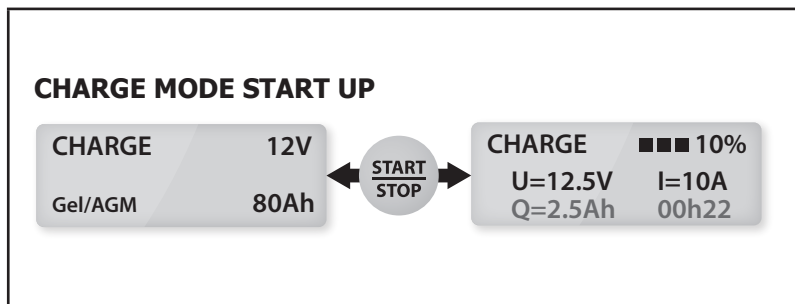 CHARGE MODE START UP
CHARGE 12V
Gel/AGM 80Ah
START
STOP
CHARGE 10%
U=12.5V I=10A
Q=2.5Ah 00h22